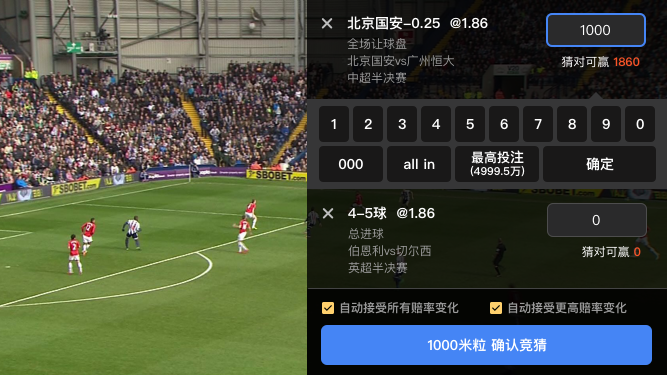 北京国安-0.25 @1.86
1000
全场让球盘
北京国安vs广州恒大
猜对可赢 1860
中超半决赛
1 2 3 4 5 6 7 8 9 0
000
all in
最高投注
(4999.5万)
确定
4-5球 @1.86
0
总进球
伯恩利vs切尔西
猜对可赢 0
英超半决赛
自动接受所有赔率变化
自动接受更高赔率变化
1000米粒 确认竞猜
SBOBET.com
SBOBET.com